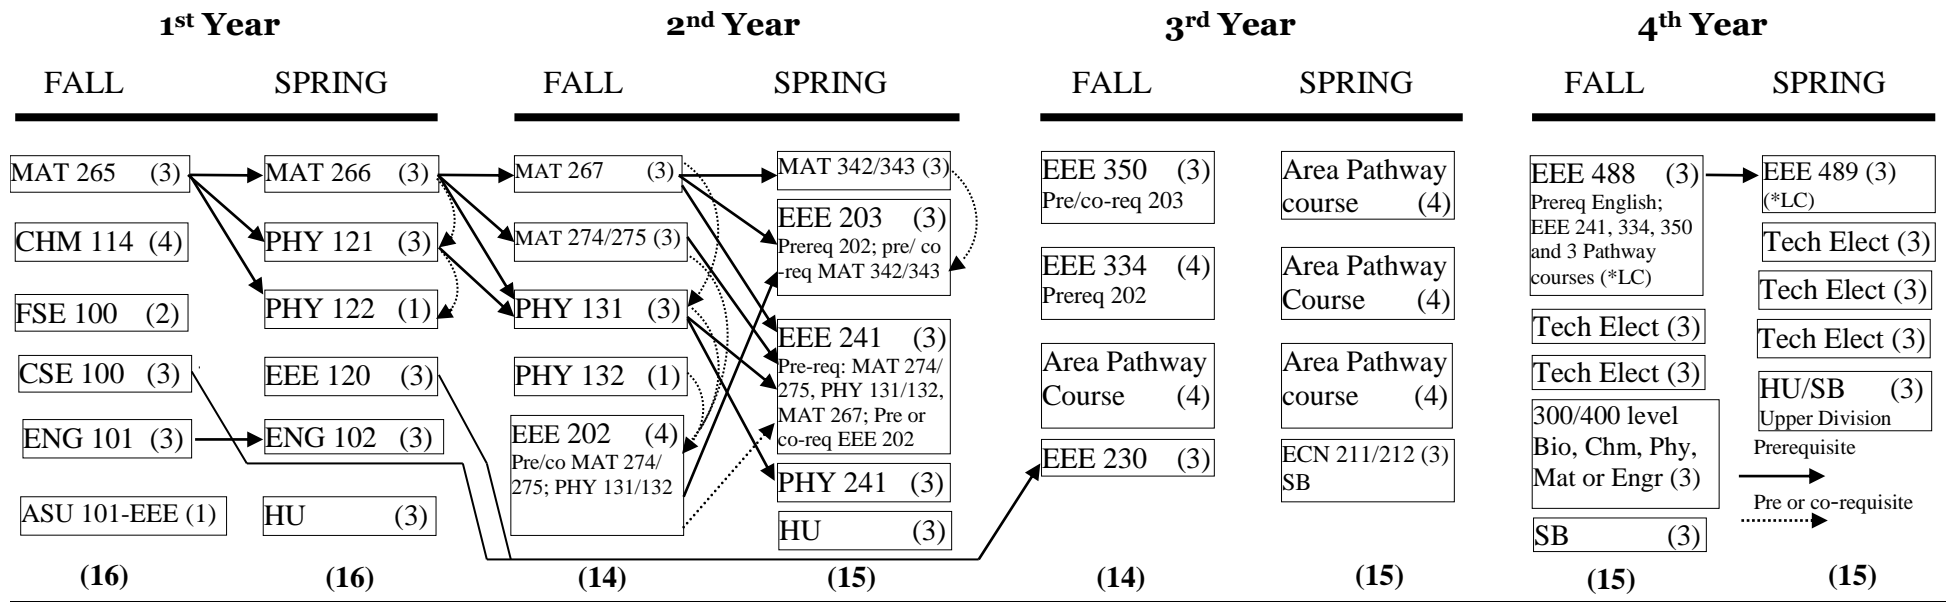 1st Year
FALL
SPRING
MAT 265 (3)
CHM 114 (4)
FSE 100 (2)
CSE 100 (3)
ENG 101 (3)
ASU 101-EEE (1)
(16)
MAT 266 (3)
PHY 121 (3)
PHY 122 (1)
EEE 120 (3)
ENG 102 (3)
HU (3)
(16)
2nd Year
FALL
SPRING
MAT 267 (3)
MAT 274/275 (3)
PHY 131 (3)
PHY 132 (1)
EEE 202 (4)
Pre/co MAT 274/
275; PHY 131/132
(14)
MAT 342/343 (3)
EEE 203 (3)
Prereq 202; pre/ co
-req MAT 342/343
EEE 241 (3)
Pre-req: MAT 274/
275, PHY 131/132,
MAT 267; Pre or
co-req EEE 202
PHY 241 (3)
HU (3)
(15)
3rd Year
FALL
SPRING
EEE 350 (3)
Pre/co-req 203
EEE 334 (4)
Prereq 202
Area Pathway
Course (4)
EEE 230 (3)
(14)
Area Pathway
course (4)
Area Pathway
Course (4)
Area Pathway
course (4)
ECN 211/212 (3)
SB
(15)
4th Year
FALL
SPRING
EEE 488 (3)
Prereq English;
EEE 241, 334, 350
and 3 Pathway
courses (*LC)
Tech Elect (3)
Tech Elect (3)
300/400 level
Bio, Chm, Phy,
Mat or Engr (3)
SB (3)
(15)
EEE 489 (3)
(*LC)
Tech Elect (3)
Tech Elect (3)
Tech Elect (3)
HU/SB (3)
Upper Division
Prerequisite
Pre or co-requisite
(15)